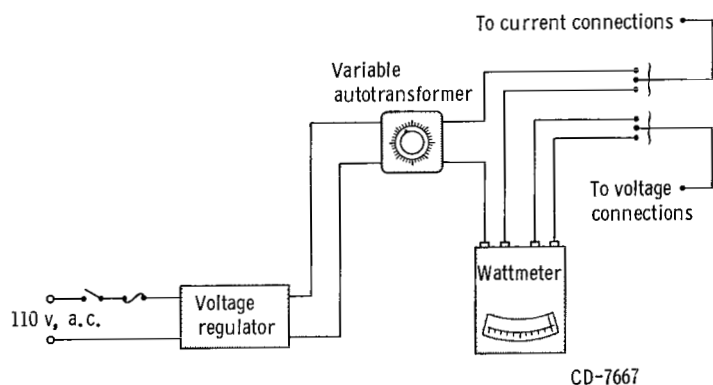 To current connections
Variable
autotransformer
To voltage
connections
Wattmeter
Voltage
regulator
110 v, a.c.
CD-7667